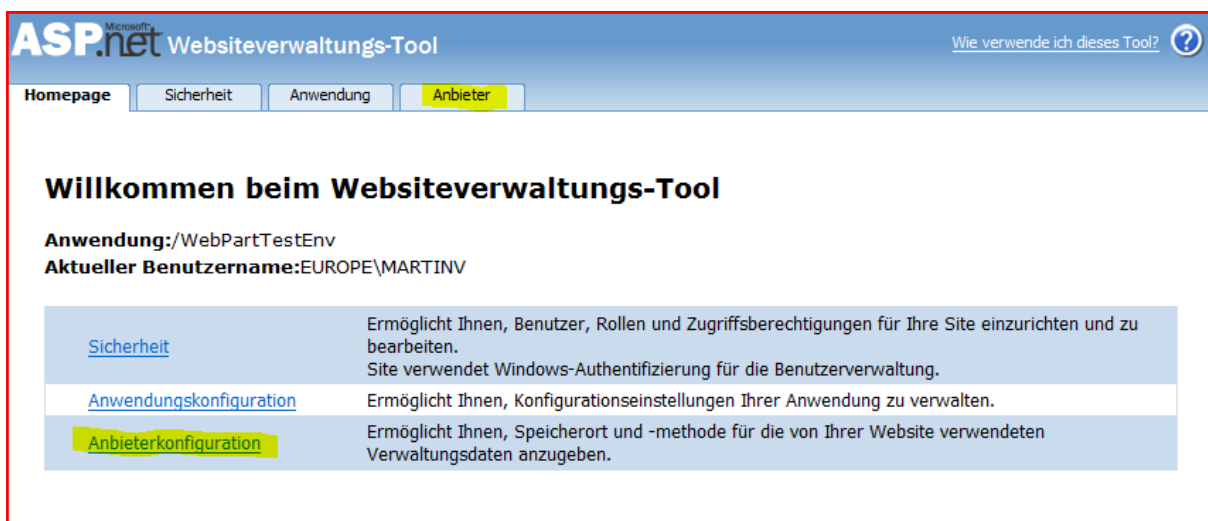 Microsoft
ASP.net Websiteverwaltungs-Tool
Wie verwende ich dieses Tool? ?
Homepage Sicherheit Anwendung Anbieter
Willkommen beim Websiteverwaltungs-Tool
Anwendung:/WebPartTestEnv
Aktueller Benutzername:EUROPE\MARTINV
Sicherheit
Ermöglicht Ihnen, Benutzer, Rollen und Zugriffsberechtigungen für Ihre Site einzurichten und zu
bearbeiten.
Site verwendet Windows-Authentifizierung für die Benutzerverwaltung.
Anwendungskonfiguration
Ermöglicht Ihnen, Konfigurationseinstellungen Ihrer Anwendung zu verwalten.
Anbieterkonfiguration
Ermöglicht Ihnen, Speicherort und -methode für die von Ihrer Website verwendeten
Verwaltungsdaten anzugeben.